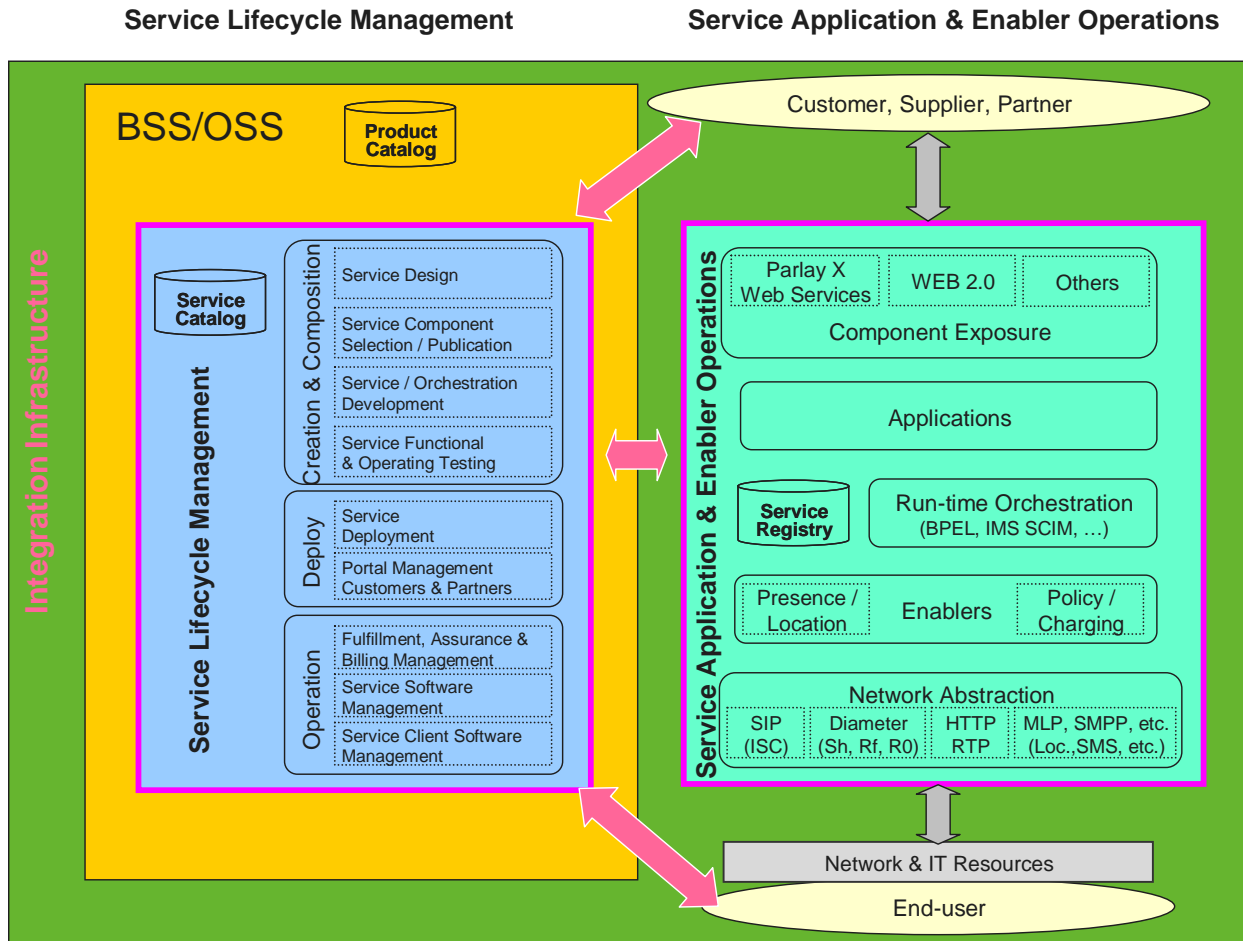 Service Lifecycle Management
Service Application & Enabler Operations
Integration Infrastructure
BSS/OSS
Product
Catalog
Service Lifecycle Management
Service
Catalog
Creation & Composition
Service Design
Service Component
Selection / Publication
Service / Orchestration
Development
Service Functional
& Operating Testing
Deploy
Service
Deployment
Portal Management
Customers & Partners
Operation
Fulfillment, Assurance &
Billing Management
Service Software
Management
Service Client Software
Management
Customer, Supplier, Partner
Service Application & Enabler Operations
Parlay X
Web Services
WEB 2.0
Others
Component Exposure
Applications
Service
Registry
Run-time Orchestration
(BPEL, IMS SCIM, …)
Presence /
Location
Enablers
Policy /
Charging
Network Abstraction
SIP
(ISC)
Diameter
(Sh, Rf, R0)
HTTP
RTP
MLP, SMPP, etc.
(Loc.,SMS, etc.)
Network & IT Resources
End-user